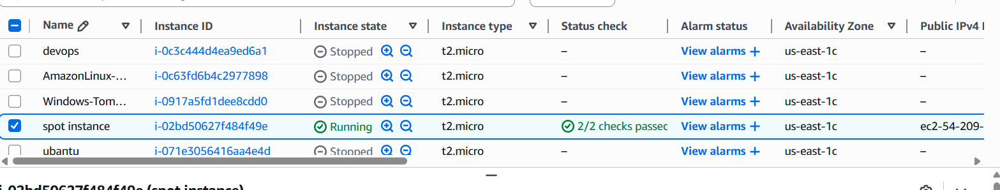 Name Instance ID Instance state Instance type Status check Alarm status Availability Zone Public IPv4
devops i-0c3c444d4ea9ed6a1 Stopped t2.micro – View alarms + us-east-1c –
AmazonLinux-... i-0c63fd6b4c2977898 Stopped t2.micro – View alarms + us-east-1c –
Windows-Tom... i-0917a5fd1dee8cdd0 Stopped t2.micro – View alarms + us-east-1c –
spot instance i-02bd50627f484f49e Running t2.micro 2/2 checks passed View alarms + us-east-1c ec2-54-209-
ubantu i-071e3056416aa4e4d Stopped t2.micro – View alarms + us-east-1c –
i-02bd50627f484f49e (spot instance)